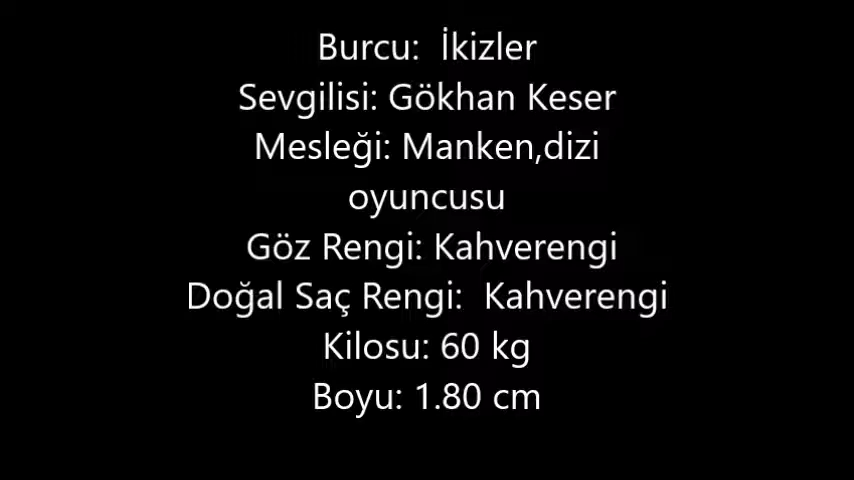 Burcu:  İkizler
Sevgilisi: Gökhan Keser
Mesleği: Manken,dizi
oyuncusu
Göz Rengi: Kahverengi
Doğal Saç Rengi:  Kahverengi
Kilosu: 60 kg
Boyu: 1.80 cm